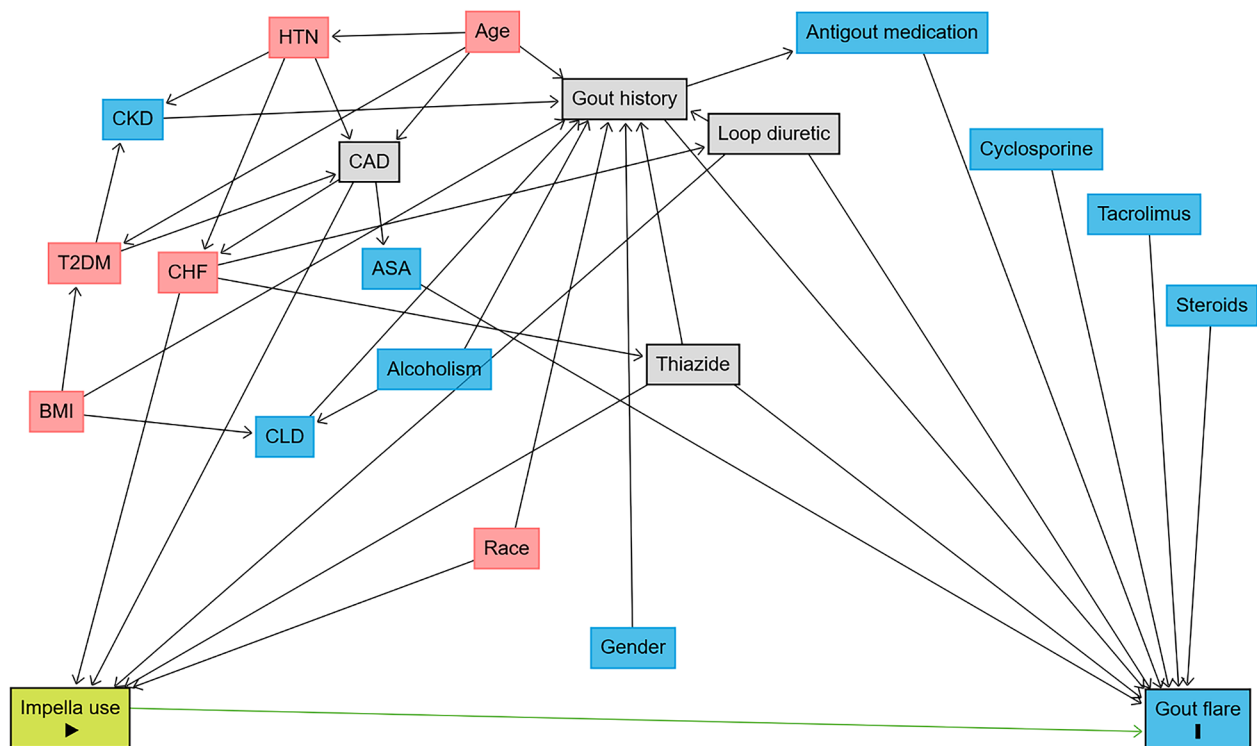 HTN
Age
Antigout medication
Gout history
CKD
Loop diuretic
Cyclosporine
CAD
Tacrolimus
T2DM
CHF
ASA
Steroids
Alcoholism
Thiazide
BMI
CLD
Race
Gender
Impella use
Gout flare